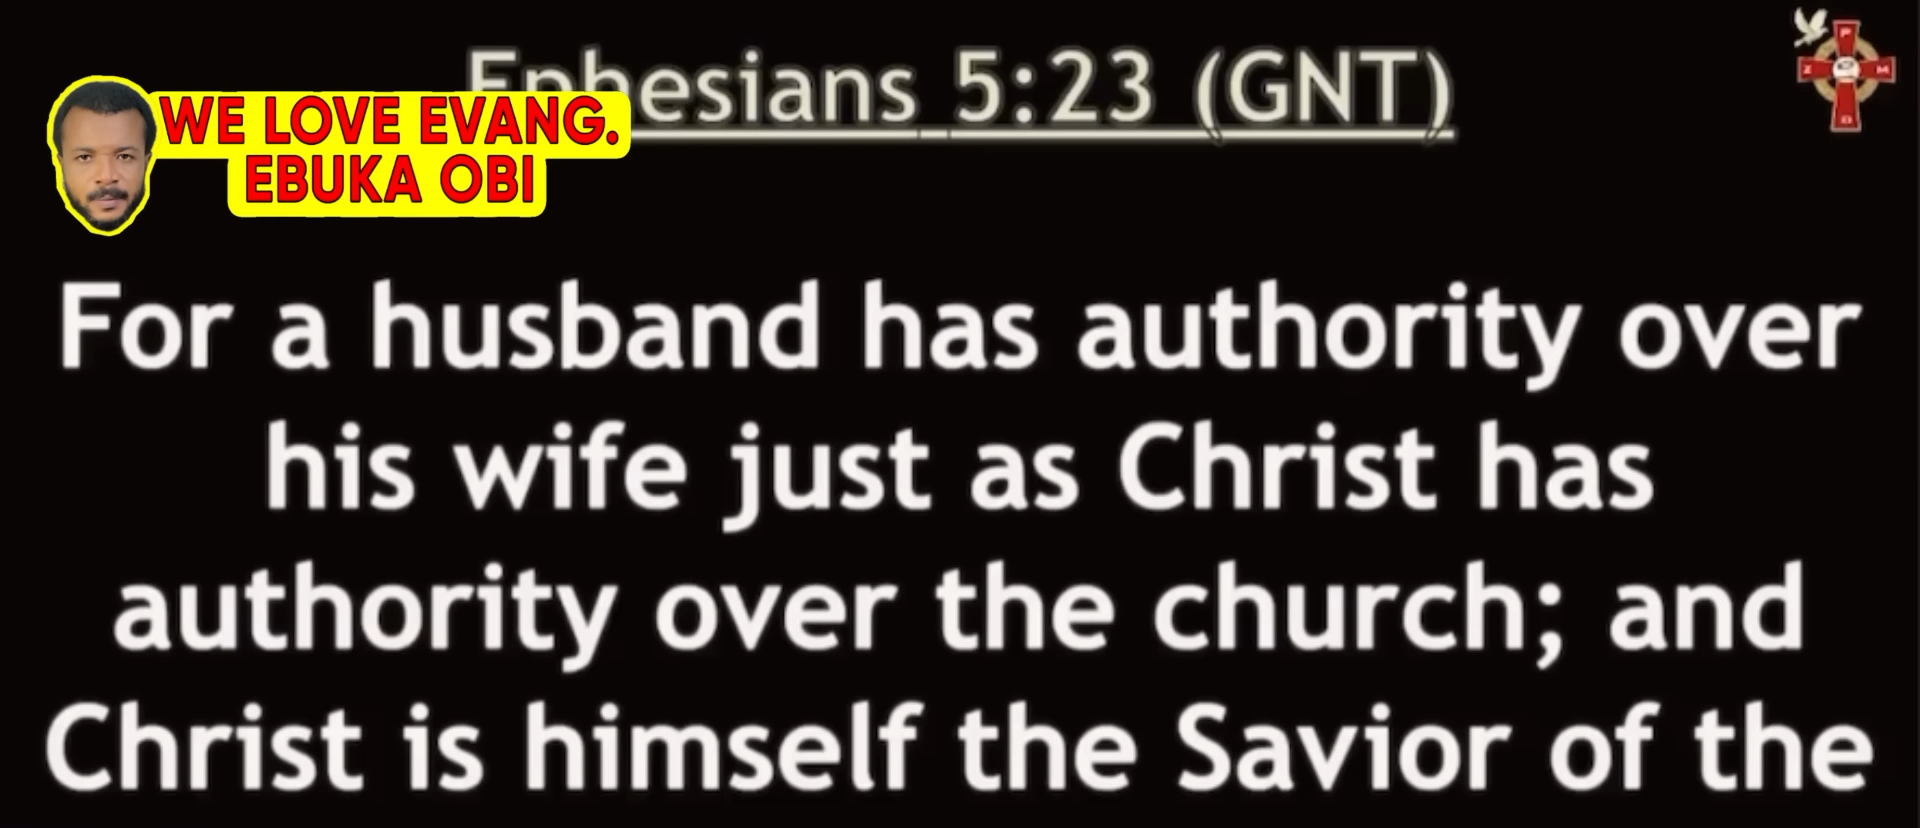 Ephesians 5:23 (GNT)
WE LOVE EVANG.
EBUKA OBI
For a husband has authority over
his wife just as Christ has
authority over the church; and
Christ is himself the Savior of the